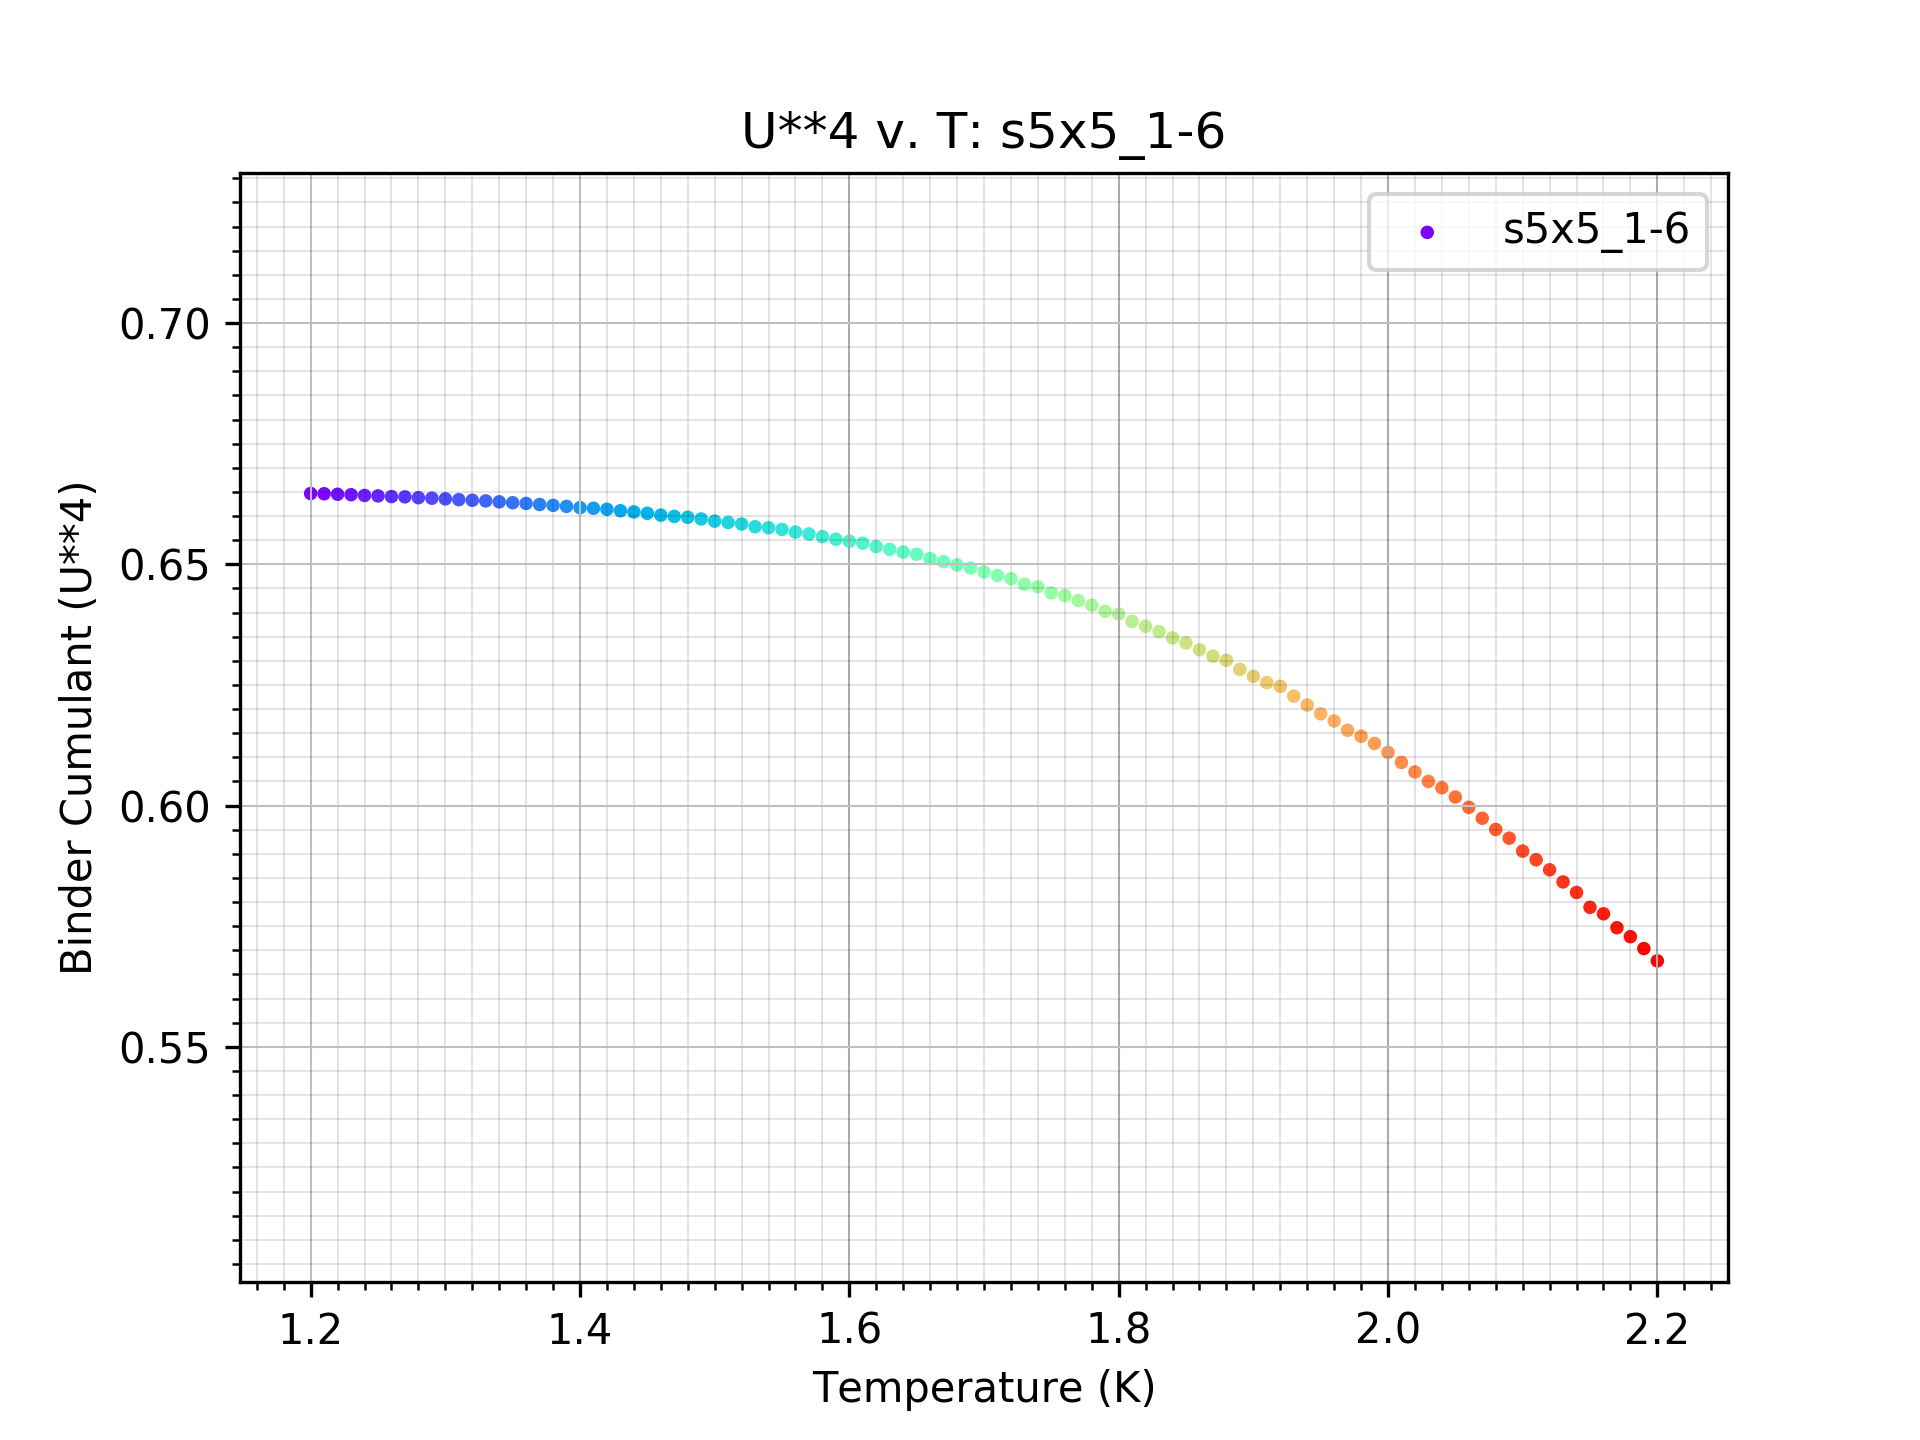 U**4 v. T: s5x5_1-6
s5x5_1-6
Binder Cumulant (U**4)
0.70
0.65
0.60
0.55
1.2 1.4 1.6 1.8 2.0 2.2
Temperature (K)